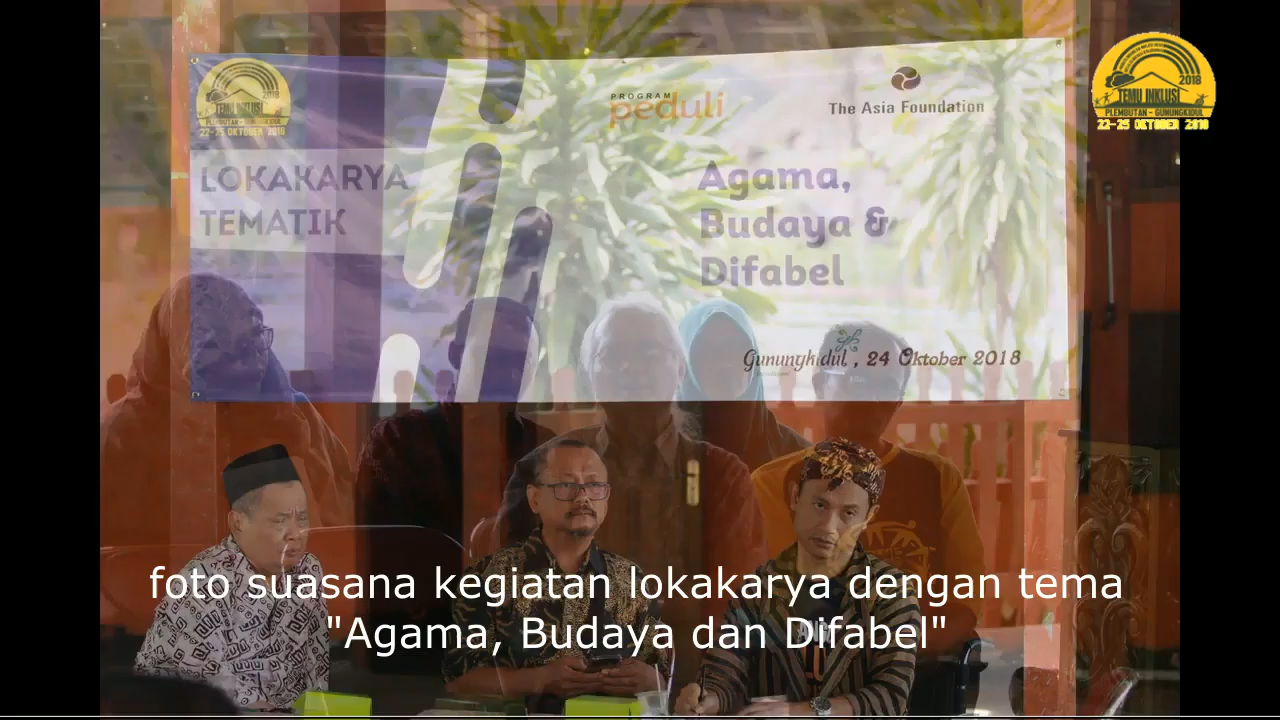 2018
TEMU INKLUSI
PLEMBUTAN - GUNUNGKIDUL
22-25 OKTOBER 2018
LOKAKARYA
TEMATIK
PROGRAM
peduli
The Asia Foundation
Agama,
Budaya &
Difabel
Gunungkidul , 24 Oktober 2018
2018
TEMU INKLUSI
PLEMBUTAN - GUNUNGKIDUL
22-25 OKTOBER 2018
foto suasana kegiatan lokakarya dengan tema
"Agama, Budaya dan Difabel"